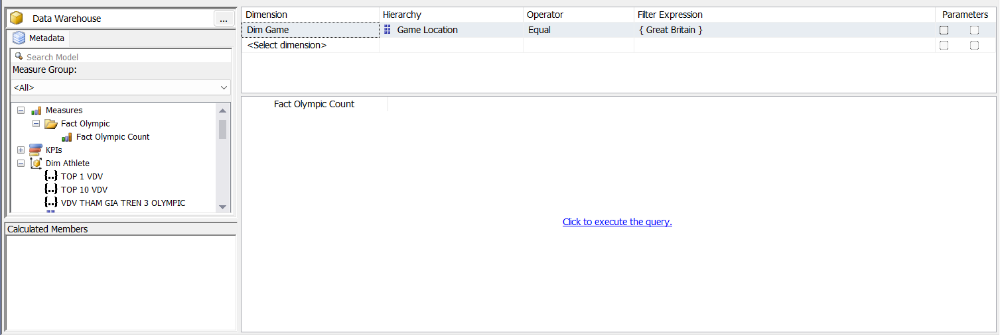 Data Warehouse
...
Metadata
Search Model
Measure Group:
<All>
Measures
Fact Olympic
Fact Olympic Count
KPIs
Dim Athlete
TOP 1 VDV
TOP 10 VDV
VDV THAM GIA TREN 3 OLYMPIC
Calculated Members
Dimension Hierarchy Operator Filter Expression Parameters
Dim Game Game Location Equal { Great Britain }
<Select dimension>
Fact Olympic Count
Click to execute the query.